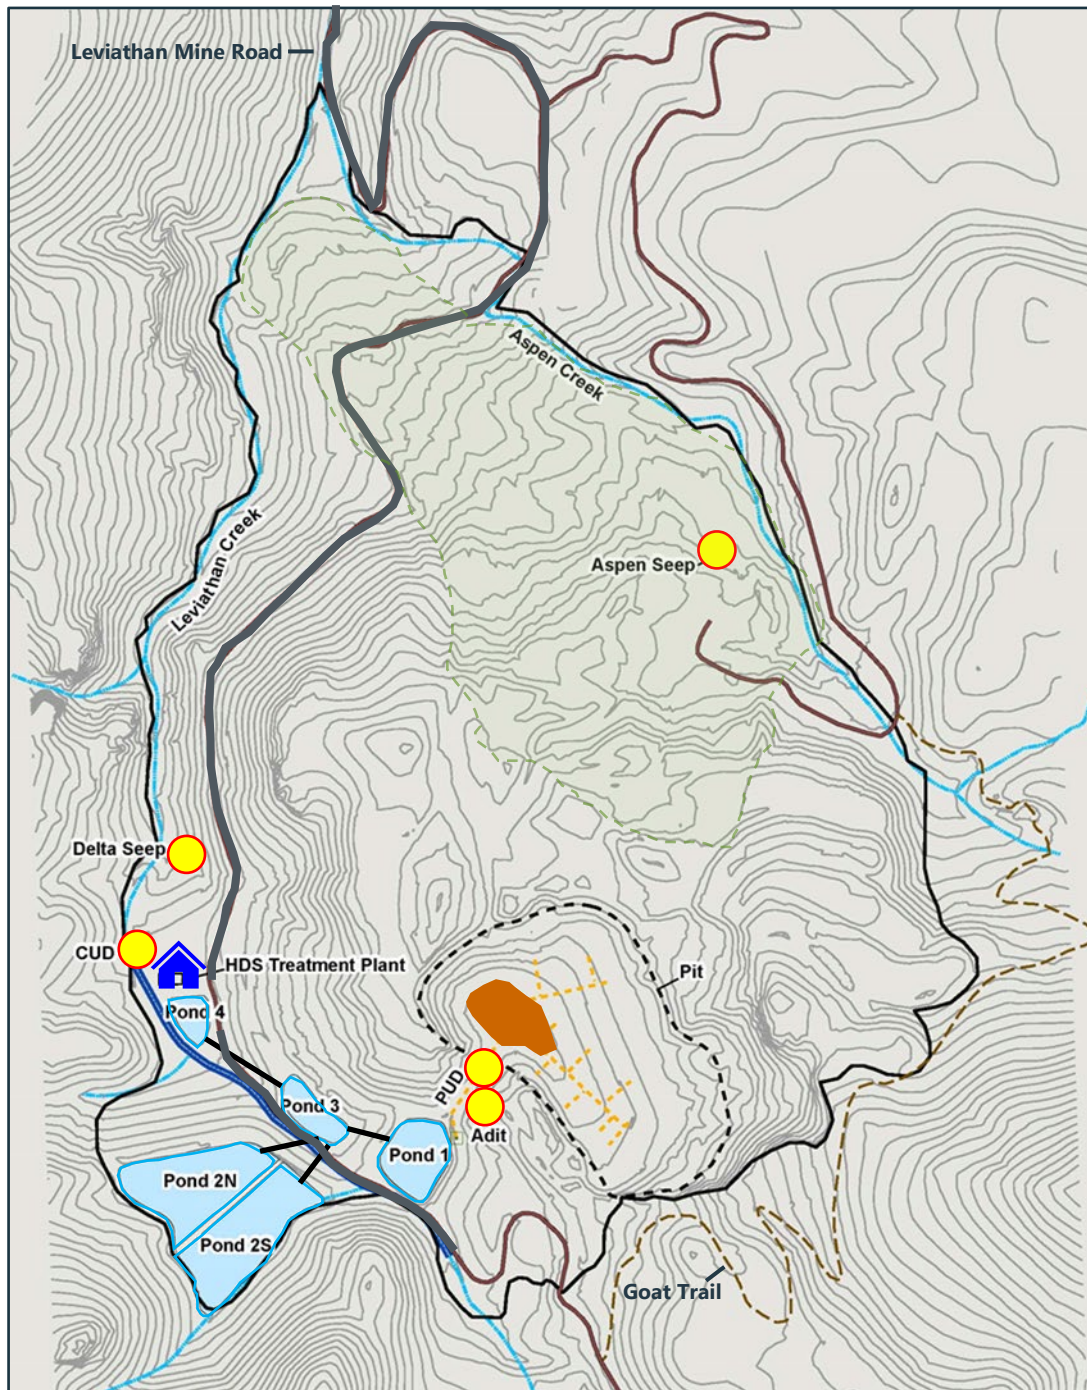 Leviathan Mine Road
Aspen Creek
Leviathan Creek
Aspen Seep
Delta Seep
CUD
HDS Treatment Plant
Pit
Pond 4
PUD
Pond 3
Adit
Pond 1
Pond 2N
Pond 2S
Goat Trail